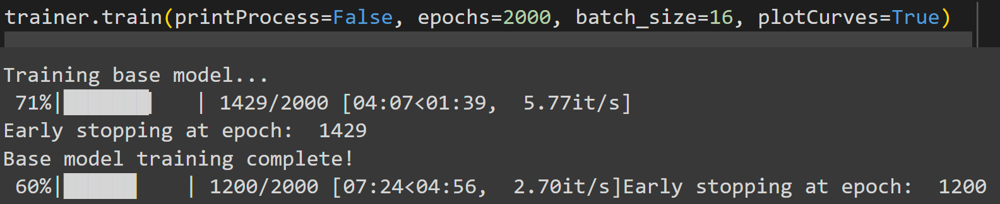 trainer.train(printProcess=False, epochs=2000, batch_size=16, plotCurves=True)
Training base model...
71%|███████   | 1429/2000 [04:07<01:39,  5.77it/s]
Early stopping at epoch:  1429
Base model training complete!
60%|██████    | 1200/2000 [07:24<04:56,  2.70it/s]Early stopping at epoch:  1200